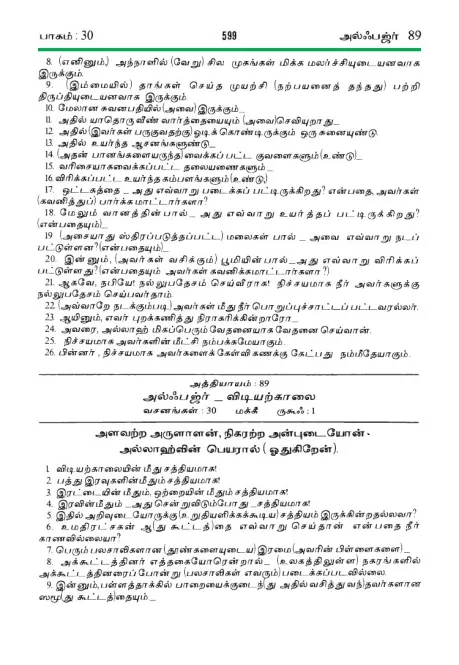 பாகம் : 30 599 அல்ஃபஜ்ர் 89
8. (எனினும்,) அந்நாளில் (வேறு) சில முகங்கள் மிக்க மலர்ச்சியுடையனவாக
இருக்கும்.
9. (இம்மையில்) தாங்கள் செய்த முயற்சி (நற்பயனைத் தந்தது) பற்றி
திருப்தியுடையனவாக இருக்கும்.
10. மேலான சுவனபதியில் (அவை) இருக்கும்_
11. அதில் யாதொரு வீண் வார்த்தையையும் (அவை) செவியுறாது_
12. அதில் (இவர்கள் பருகுவதற்கு) ஓடிக்கொண்டிருக்கும் ஒரு சுனையுண்டு.
13. அதில் உயர்ந்த ஆசனங்களுண்டு_
14. (அதன் பானங்களையருந்த) வைக்கப்பட்ட குவளைகளும் (உண்டு)_
15. வரிசையாகவைக்கப்பட்ட தலையணைகளும்_
16. விரிக்கப்பட்ட உயர்ந்த கம்பளங்களும் (உண்டு;)
17. ஒட்டகத்தை _ அது எவ்வாறு படைக்கப் பட்டிருக்கிறது? என்பதை, அவர்கள்
(கவனித்துப்) பார்க்கமாட்டார்களா?
18. மேலும் வானத்தின்பால் _ அது எவ்வாறு உயர்த்தப் பட்டிருக்கிறது?
(என்பதையும்)_
19. (அசையாது ஸ்திரப்படுத்தப்பட்ட) மலைகள் பால் _ அவை எவ்வாறு நடப்
பட்டுள்ளன? (என்பதையும்)_
20. இன்னும், (அவர்கள் வசிக்கும்) பூமியின்பால்_ அது எவ்வாறு விரிக்கப்
பட்டுள்ளது? (என்பதையும் அவர்கள் கவனிக்கமாட்டார்களா?)
21. ஆகவே, நபியே! நல்லுபதேசம் செய்வீராக! நிச்சயமாக நீர் அவர்களுக்கு
நல்லுபதேசம் செய்பவர்தாம்.
22. (அவ்வாறே நடக்கும்படி) அவர்கள் மீது நீர் பொறுப்புச்சாட்டப்பட்டவரல்லர்.
23. ஆயினும், எவர் புறக்கணித்து நிராகரிக்கின்றாரோ_
24. அவரை, அல்லாஹ் மிகப்பெரும் வேதனையாக வேதனை செய்வான்.
25. நிச்சயமாக அவர்களின் மீட்சி நம்பக்கமேயாகும்.
26. பின்னர், நிச்சயமாக அவர்களைக் கேள்வி கணக்கு கேட்பது நம்மீதேயாகும்.
அத்தியாயம் : 89
அல்ஃபஜ்ர் _ விடியற்காலை
வசனங்கள் : 30 மக்கீ ருகூஃ : 1
அளவற்ற அருளாளன், நிகரற்ற அன்புடையோன் -
அல்லாஹ்வின் பெயரால் (ஓதுகிறேன்).
1. விடியற்காலையின் மீது சத்தியமாக!
2. பத்து இரவுகளின் மீதும் சத்தியமாக!
3. இரட்டையின் மீதும், ஒற்றையின் மீதும் சத்தியமாக!
4. இரவின் மீதும் _ அது சென்றுவிடும்போது _ சத்தியமாக!
5. இதில் அறிவுடையோருக்கு (உறுதியளிக்கக்கூடிய) சத்தியம் இருக்கின்றதல்லவா?
6. உமதிரட்சகன் ஆ(து கூட்டத்)தை எவ்வாறு செய்தான் என்பதை நீர்
காணவில்லையா?
7. பெரும் பலசாலிகளான (தூண்களையுடைய) இரமை (அவரின் பிள்ளைகளை) _
8. அக்கூட்டத்தினர் எத்தகையோரென்றால்_ (உலகத்திலுள்ள) நகரங்களில்
அக்கூட்டத்தினரைப்போன்று (பலசாலிகள் எவரும்) படைக்கப்படவில்லை.
9. இன்னும், பள்ளத்தாக்கில் பாறையைக்குடைந்(து அதில் வசித்து வந்)தவர்களான
ஸமூ(து கூட்டத்)தையும் _